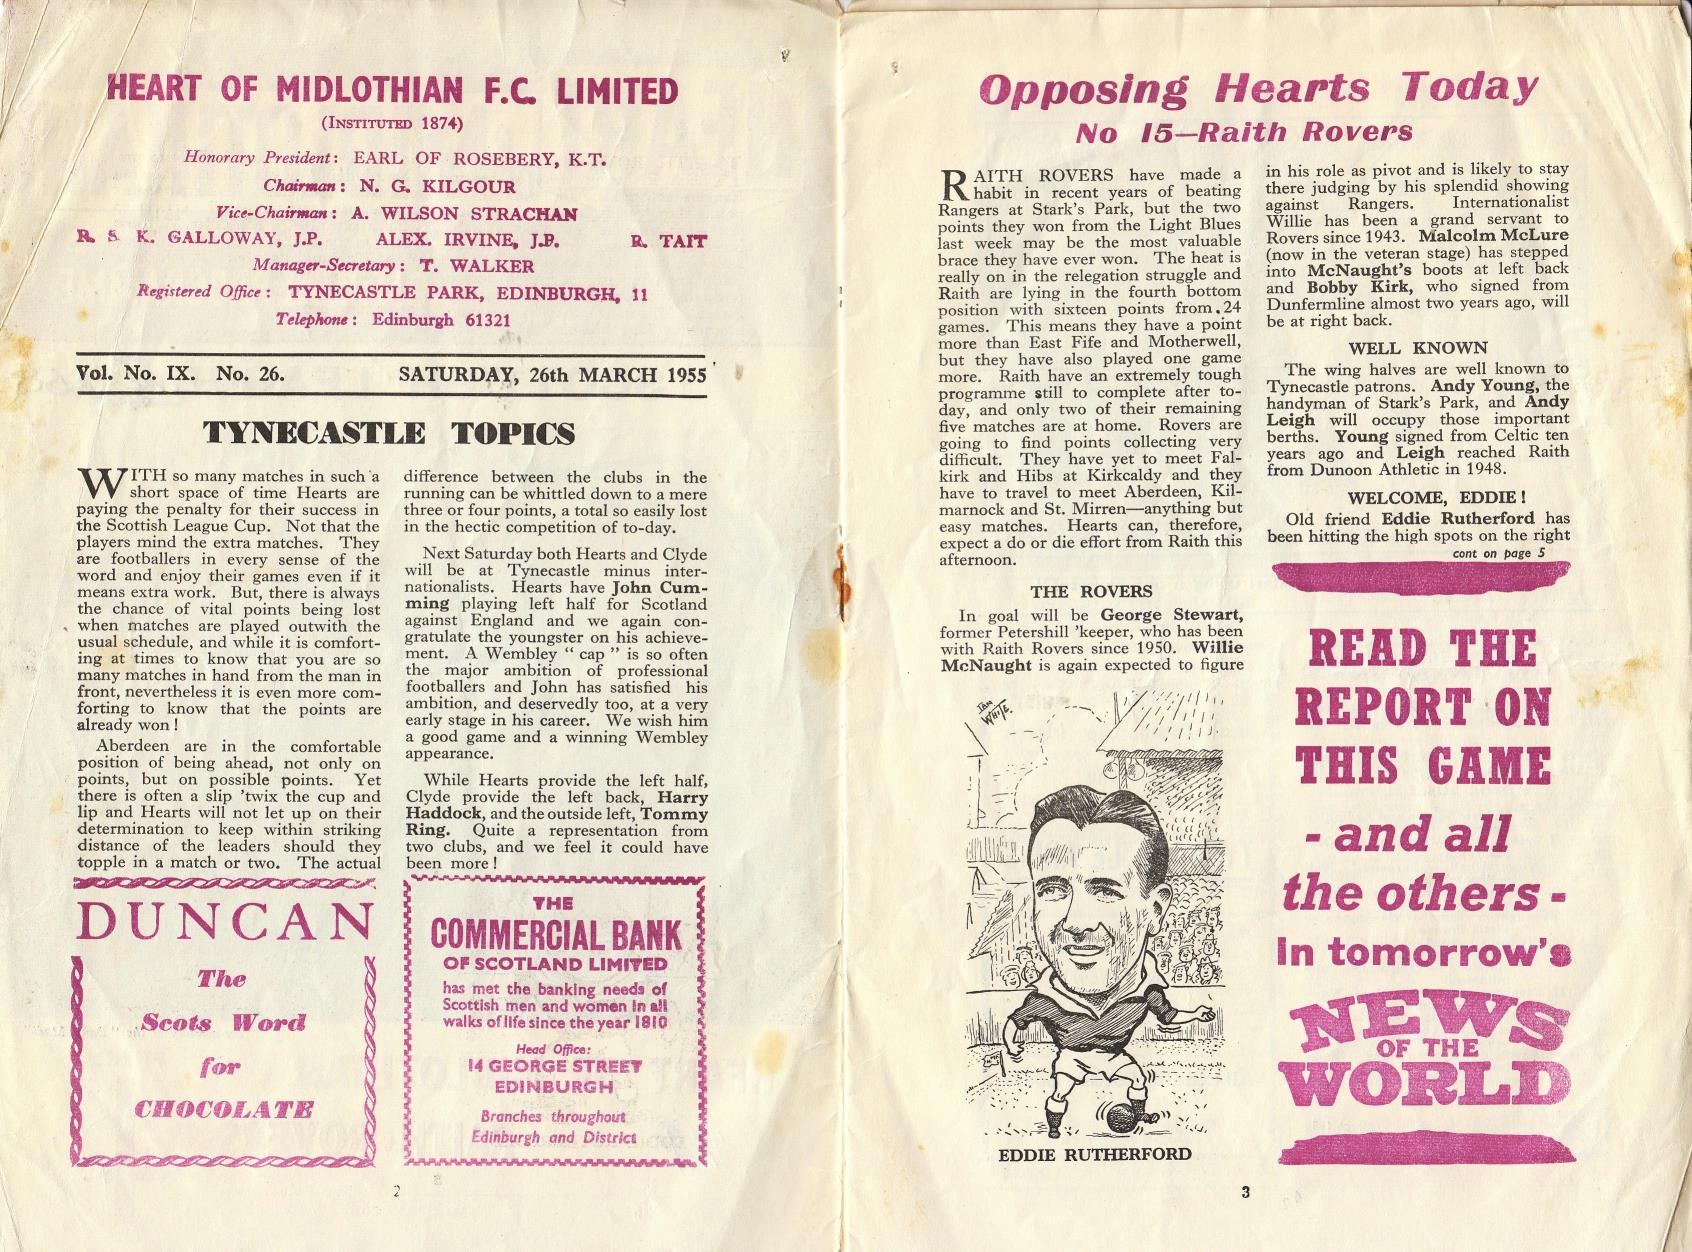 HEART OF MIDLOTHIAN F.C. LIMITED
(INSTITUTED 1874)
Honorary President: EARL OF ROSEBERY, K.T.
Chairman: N. G. KILGOUR
Vice-Chairman: A. WILSON STRACHAN
R. S. K. GALLOWAY, J.P. ALEX. IRVINE, J.P. R. TAIT
Manager-Secretary: T. WALKER
Registered Office: TYNECASTLE PARK, EDINBURGH, 11
Telephone: Edinburgh 61321
Vol. No. IX. No. 26. SATURDAY, 26th MARCH 1955
TYNECASTLE TOPICS
WITH so many matches in such a
short space of time Hearts are
paying the penalty for their success in
the Scottish League Cup. Not that the
players mind the extra matches. They
are footballers in every sense of the
word and enjoy their games even if it
means extra work. But, there is always
the chance of vital points being lost
when matches are played outwith the
usual schedule, and while it is comfort-
ing at times to know that you are so
many matches in hand from the man in
front, nevertheless it is even more com-
forting to know that the points are
already won!
Aberdeen are in the comfortable
position of being ahead, not only on
points, but on possible points. Yet
there is often a slip 'twix the cup and
lip and Hearts will not let up on their
determination to keep within striking
distance of the leaders should they
topple in a match or two. The actual
difference between the clubs in the
running can be whittled down to a mere
three or four points, a total so easily lost
in the hectic competition of to-day.
Next Saturday both Hearts and Clyde
will be at Tynecastle minus inter-
nationalists. Hearts have John Cum-
ming playing left half for Scotland
against England and we again con-
gratulate the youngster on his achieve-
ment. A Wembley "cap" is so often
the major ambition of professional
footballers and John has satisfied his
ambition, and deservedly too, at a very
early stage in his career. We wish him
a good game and a winning Wembley
appearance.
While Hearts provide the left half,
Clyde provide the left back, Harry
Haddock, and the outside left, Tommy
Ring. Quite a representation from
two clubs, and we feel it could have
been more!
DUNCAN
The
Scots Word
for
CHOCOLATE
THE
COMMERCIAL BANK
OF SCOTLAND LIMITED
has met the banking needs of
Scottish men and women in all
walks of life since the year 1810
Head Office:
14 GEORGE STREET
EDINBURGH
Branches throughout
Edinburgh and District
2
Opposing Hearts Today
No 15—Raith Rovers
RAITH ROVERS have made a
habit in recent years of beating
Rangers at Stark's Park, but the two
points they won from the Light Blues
last week may be the most valuable
brace they have ever won. The heat is
really on in the relegation struggle and
Raith are lying in the fourth bottom
position with sixteen points from 24
games. This means they have a point
more than East Fife and Motherwell,
but they have also played one game
more. Raith have an extremely tough
programme still to complete after to-
day, and only two of their remaining
five matches are at home. Rovers are
going to find points collecting very
difficult. They have yet to meet Fal-
kirk and Hibs at Kirkcaldy and they
have to travel to meet Aberdeen, Kil-
marnock and St. Mirren—anything but
easy matches. Hearts can, therefore,
expect a do or die effort from Raith this
afternoon.
THE ROVERS
In goal will be George Stewart,
former Petershill 'keeper, who has been
with Raith Rovers since 1950. Willie
McNaught is again expected to figure
in his role as pivot and is likely to stay
there judging by his splendid showing
against Rangers. Internationalist
Willie has been a grand servant to
Rovers since 1943. Malcolm McLure
(now in the veteran stage) has stepped
into McNaught's boots at left back
and Bobby Kirk, who signed from
Dunfermline almost two years ago, will
be at right back.
WELL KNOWN
The wing halves are well known to
Tynecastle patrons. Andy Young, the
handyman of Stark's Park, and Andy
Leigh will occupy those important
berths. Young signed from Celtic ten
years ago and Leigh reached Raith
from Dunoon Athletic in 1948.
WELCOME, EDDIE!
Old friend Eddie Rutherford has
been hitting the high spots on the right
cont on page 5
IAN
WHITE
EDDIE RUTHERFORD
READ THE
REPORT ON
THIS GAME
- and all
the others -
In tomorrow's
NEWS
OF THE
WORLD
3